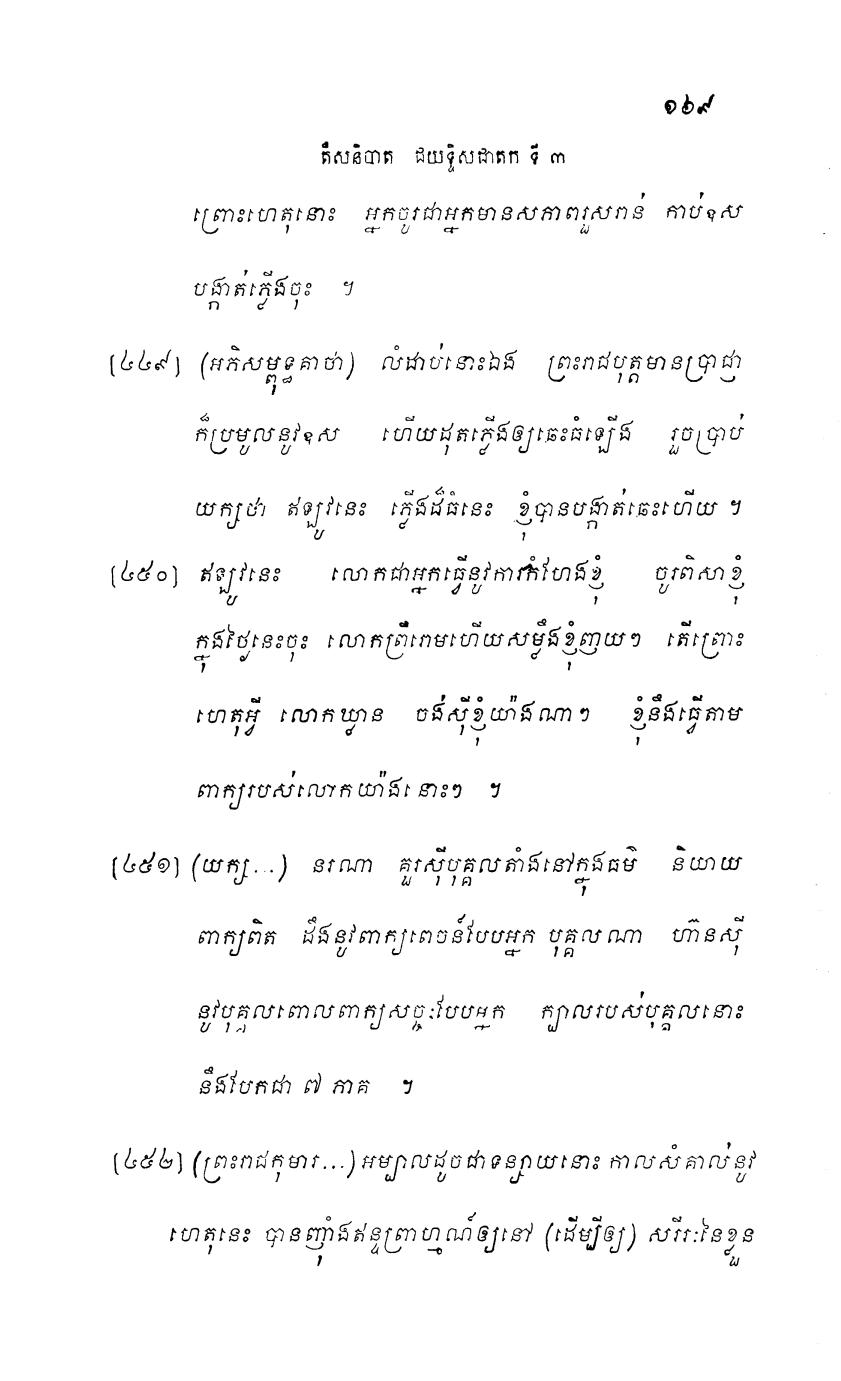 ១៦៩
តឹសនិបាត ជយទ្ទិសជាតក ទី ៣
ព្រោះហេតុនោះ អ្នកចូរជាអ្នកមានសភាពរួសរាន់ កាប់ឧស
បង្កាត់ភ្លើងចុះ ។
[៤៤៩] (អភិសម្ពុទ្ធគាថា) លំដាប់នោះឯង ព្រះរាជបុត្តមានប្រាជ្ញា
ក៏ប្រមូលនូវឧស ហើយដុតភ្លើងឲ្យឆេះធំឡើង រួចប្រាប់
យក្សថា ឥឡូវនេះ ភ្លើងដ៏ធំនេះ ខ្ញុំបានបង្កាត់ឆេះហើយ ។
[៤៥០] ឥឡូវនេះ លោកជាអ្នកធ្វើនូវការកំហែងខ្ញុំ ចូរពិសាខ្ញុំ
ក្នុងថ្ងៃនេះចុះ លោកព្រឺរោមហើយសម្លឹងខ្ញុំញយៗ តើព្រោះ
ហេតុអ្វី លោកឃ្លាន ចង់ស៊ីខ្ញុំយ៉ាងណាៗ ខ្ញុំនឹងធ្វើតាម
ពាក្យរបស់លោកយ៉ាងនោះៗ ។
[៤៥១] (យក្ស...) នរណា គួរស៊ីបុគ្គលតាំងនៅក្នុងធម៌ និយាយ
ពាក្យពិត ដឹងនូវពាក្យពេចន៍បែបអ្នក បុគ្គលណា ហ៊ានស៊ី
នូវបុគ្គលពោលពាក្យសច្ចៈបែបអ្នក ក្បាលរបស់បុគ្គលនោះ
នឹងបែកជា ៧ ភាគ ។
[៤៥២] (ព្រះរាជកុមារ...) អម្បាលដូចជាទន្សាយនោះ កាលសំគាល់នូវ
ហេតុនេះ បានញ៉ាំងឥន្ទព្រាហ្មណ៍ឲ្យនៅ (ដើម្បីឲ្យ) សរីរៈនៃខ្លួន